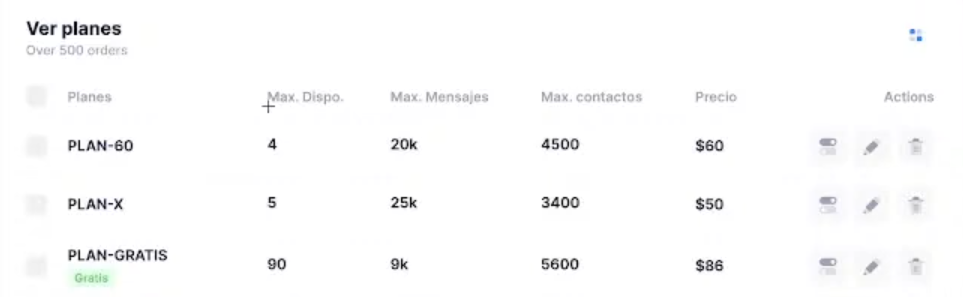 Ver planes
Over 500 orders
Planes Max. Dispo. Max. Mensajes Max. contactos Precio Actions
PLAN-60 4 20k 4500 $60
PLAN-X 5 25k 3400 $50
PLAN-GRATIS 90 9k 5600 $86
Gratis